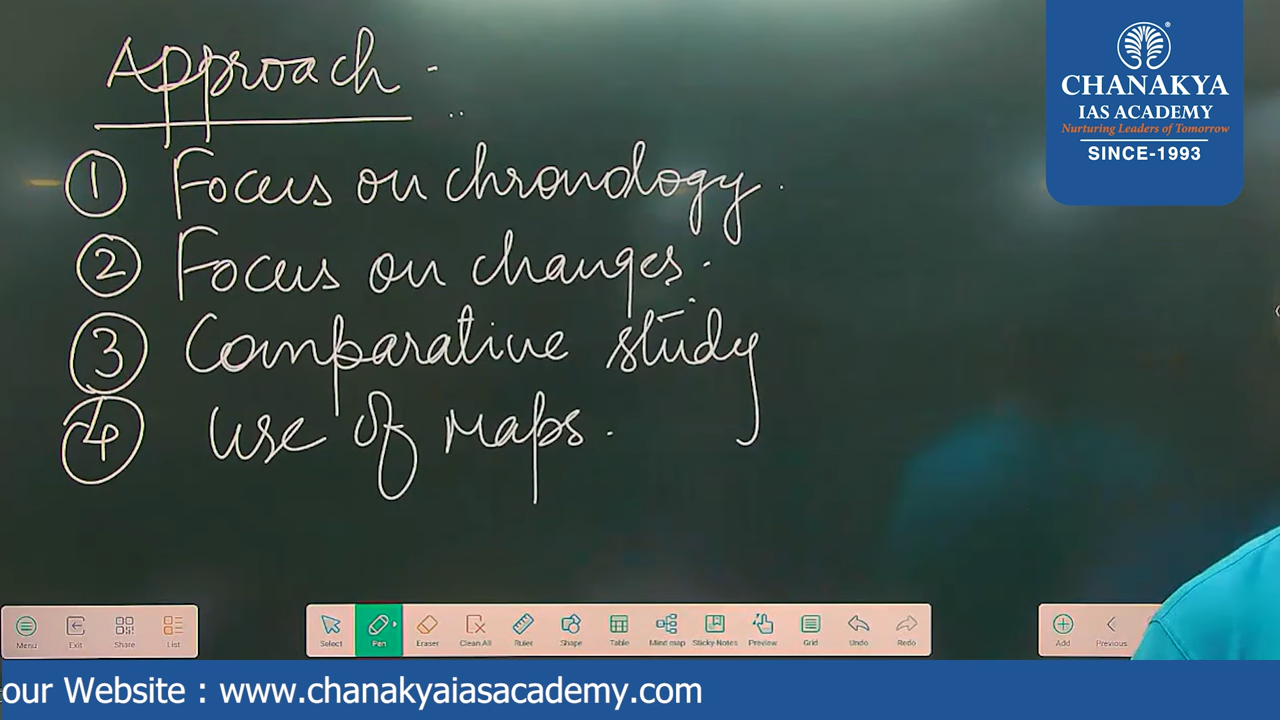 Approach -
① Focus on chronology.
② Focus on changes.
③ Comparative study
④ Use of Maps.
CHANAKYA
IAS ACADEMY
Nurturing Leaders of Tomorrow
SINCE-1993
Menu Exit Share List Select Pen Eraser Clean All Ruler Shape Table Mind map Sticky Notes Preview Grid Undo Redo Add Previous
our Website : www.chanakyaiasacademy.com